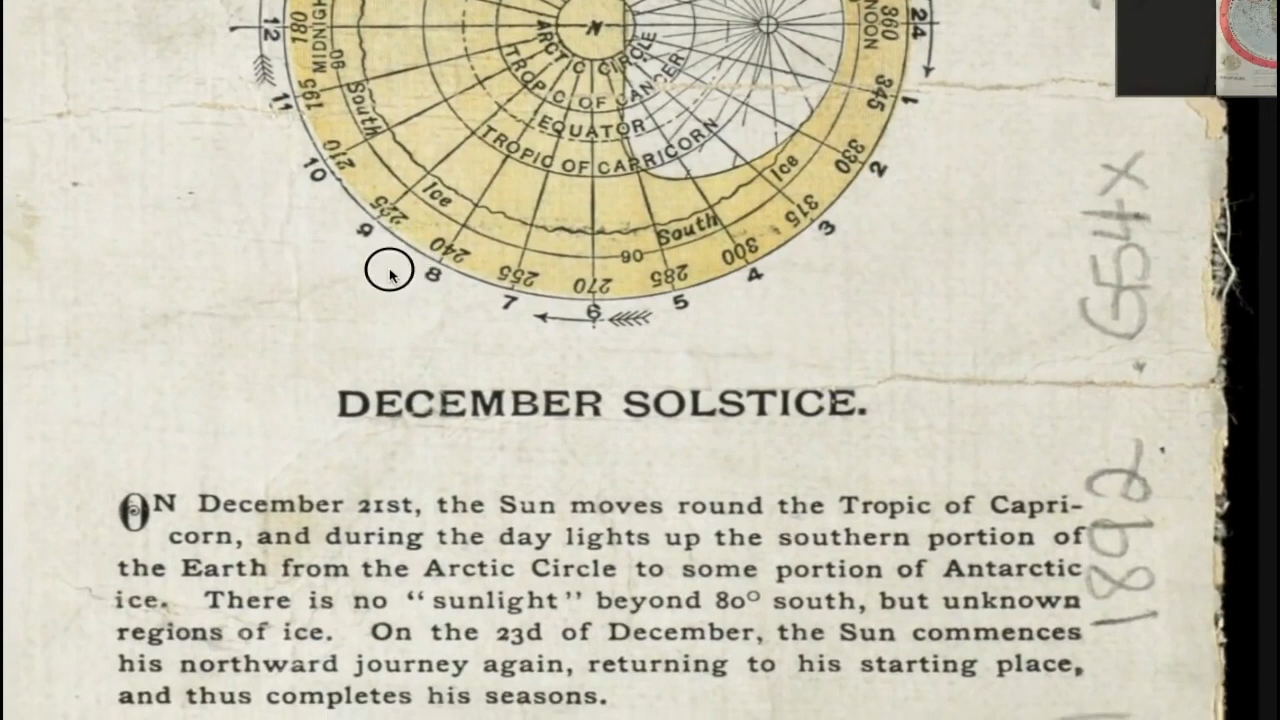 180
MIDNIGH
12
90
195
11
South
210
10
225
9
Ice
240
8
255
7
270
6
90
285
5
South
300
4
315
3
Ice
330
2
345
1
360
NOON
24
N
ARCTIC CIRCLE
TROPIC OF CANCER
EQUATOR
TROPIC OF CAPRICORN
DECEMBER SOLSTICE.
ON December 21st, the Sun moves round the Tropic of Capri-
corn, and during the day lights up the southern portion of
the Earth from the Arctic Circle to some portion of Antarctic
ice. There is no “sunlight” beyond 80° south, but unknown
regions of ice. On the 23d of December, the Sun commences
his northward journey again, returning to his starting place,
and thus completes his seasons.
1892 . G54x